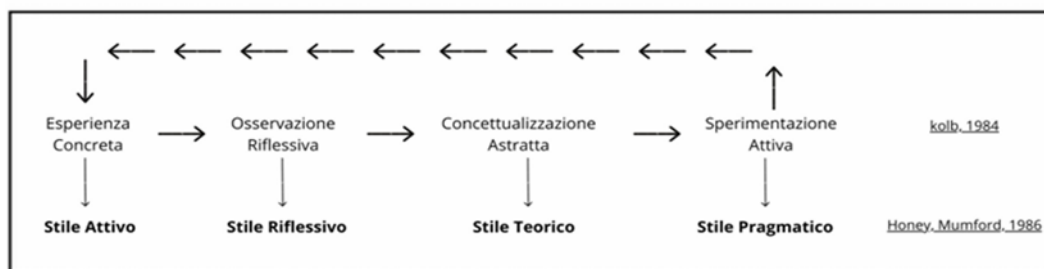 Esperienza
Concreta
Osservazione
Riflessiva
Concettualizzazione
Astratta
Sperimentazione
Attiva
kolb, 1984
Stile Attivo
Stile Riflessivo
Stile Teorico
Stile Pragmatico
Honey, Mumford, 1986